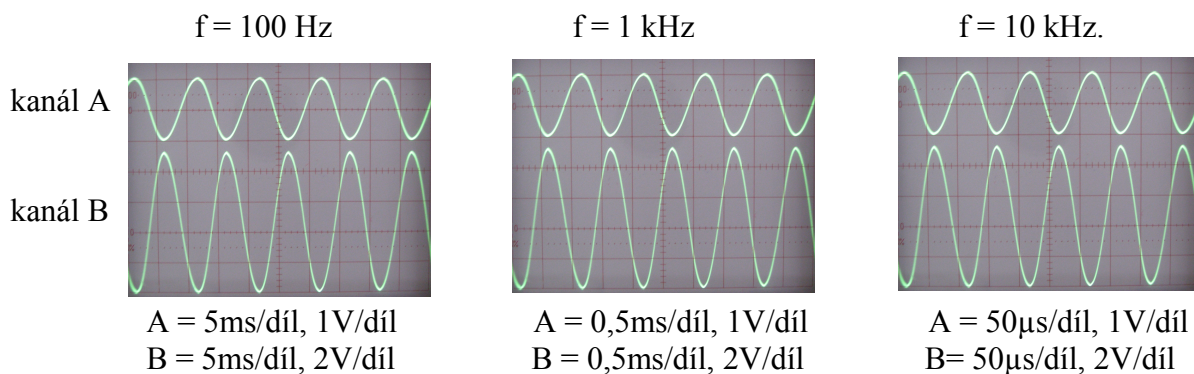 f = 100 Hz
f = 1 kHz
f = 10 kHz.
kanál A
kanál B
A = 5ms/díl, 1V/díl
B = 5ms/díl, 2V/díl
A = 0,5ms/díl, 1V/díl
B = 0,5ms/díl, 2V/díl
A = 50µs/díl, 1V/díl
B= 50µs/díl, 2V/díl